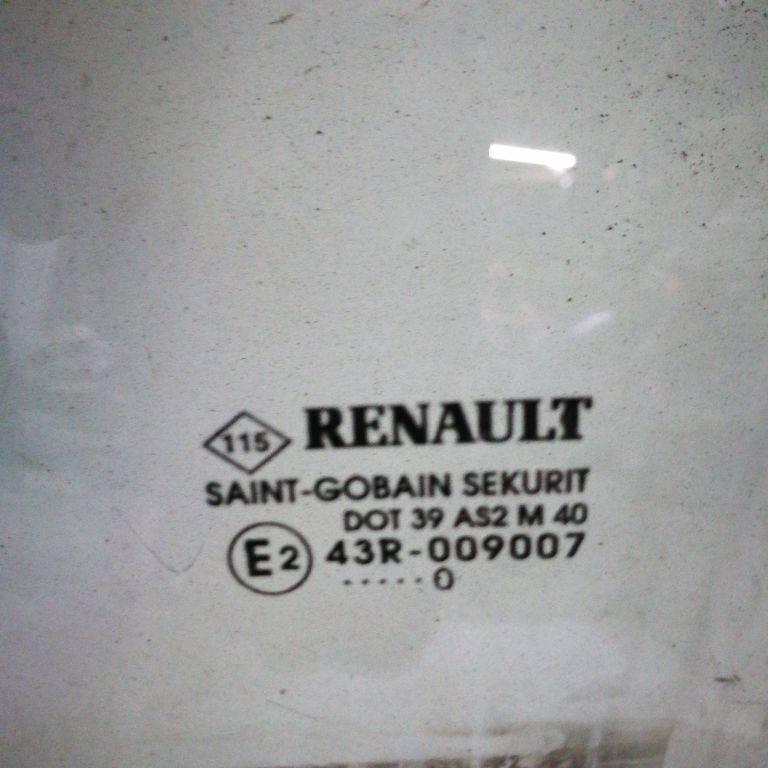 115 RENAULT
SAINT-GOBAIN SEKURIT
DOT 39 AS2 M 40
E2 43R-009007
.....0